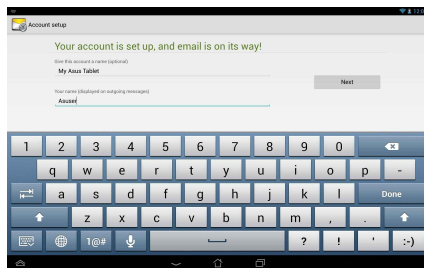 12:0
Account setup
Your account is set up, and email is on its way!
Give this account a name (optional)
My Asus Tablet
Next
Your name (displayed on outgoing messages)
Asuser
1 2 3 4 5 6 7 8 9 0
q w e r t y u i o p -
a s d f g h j k l Done
z x c v b n m , .
1@# ? ! ' :-)